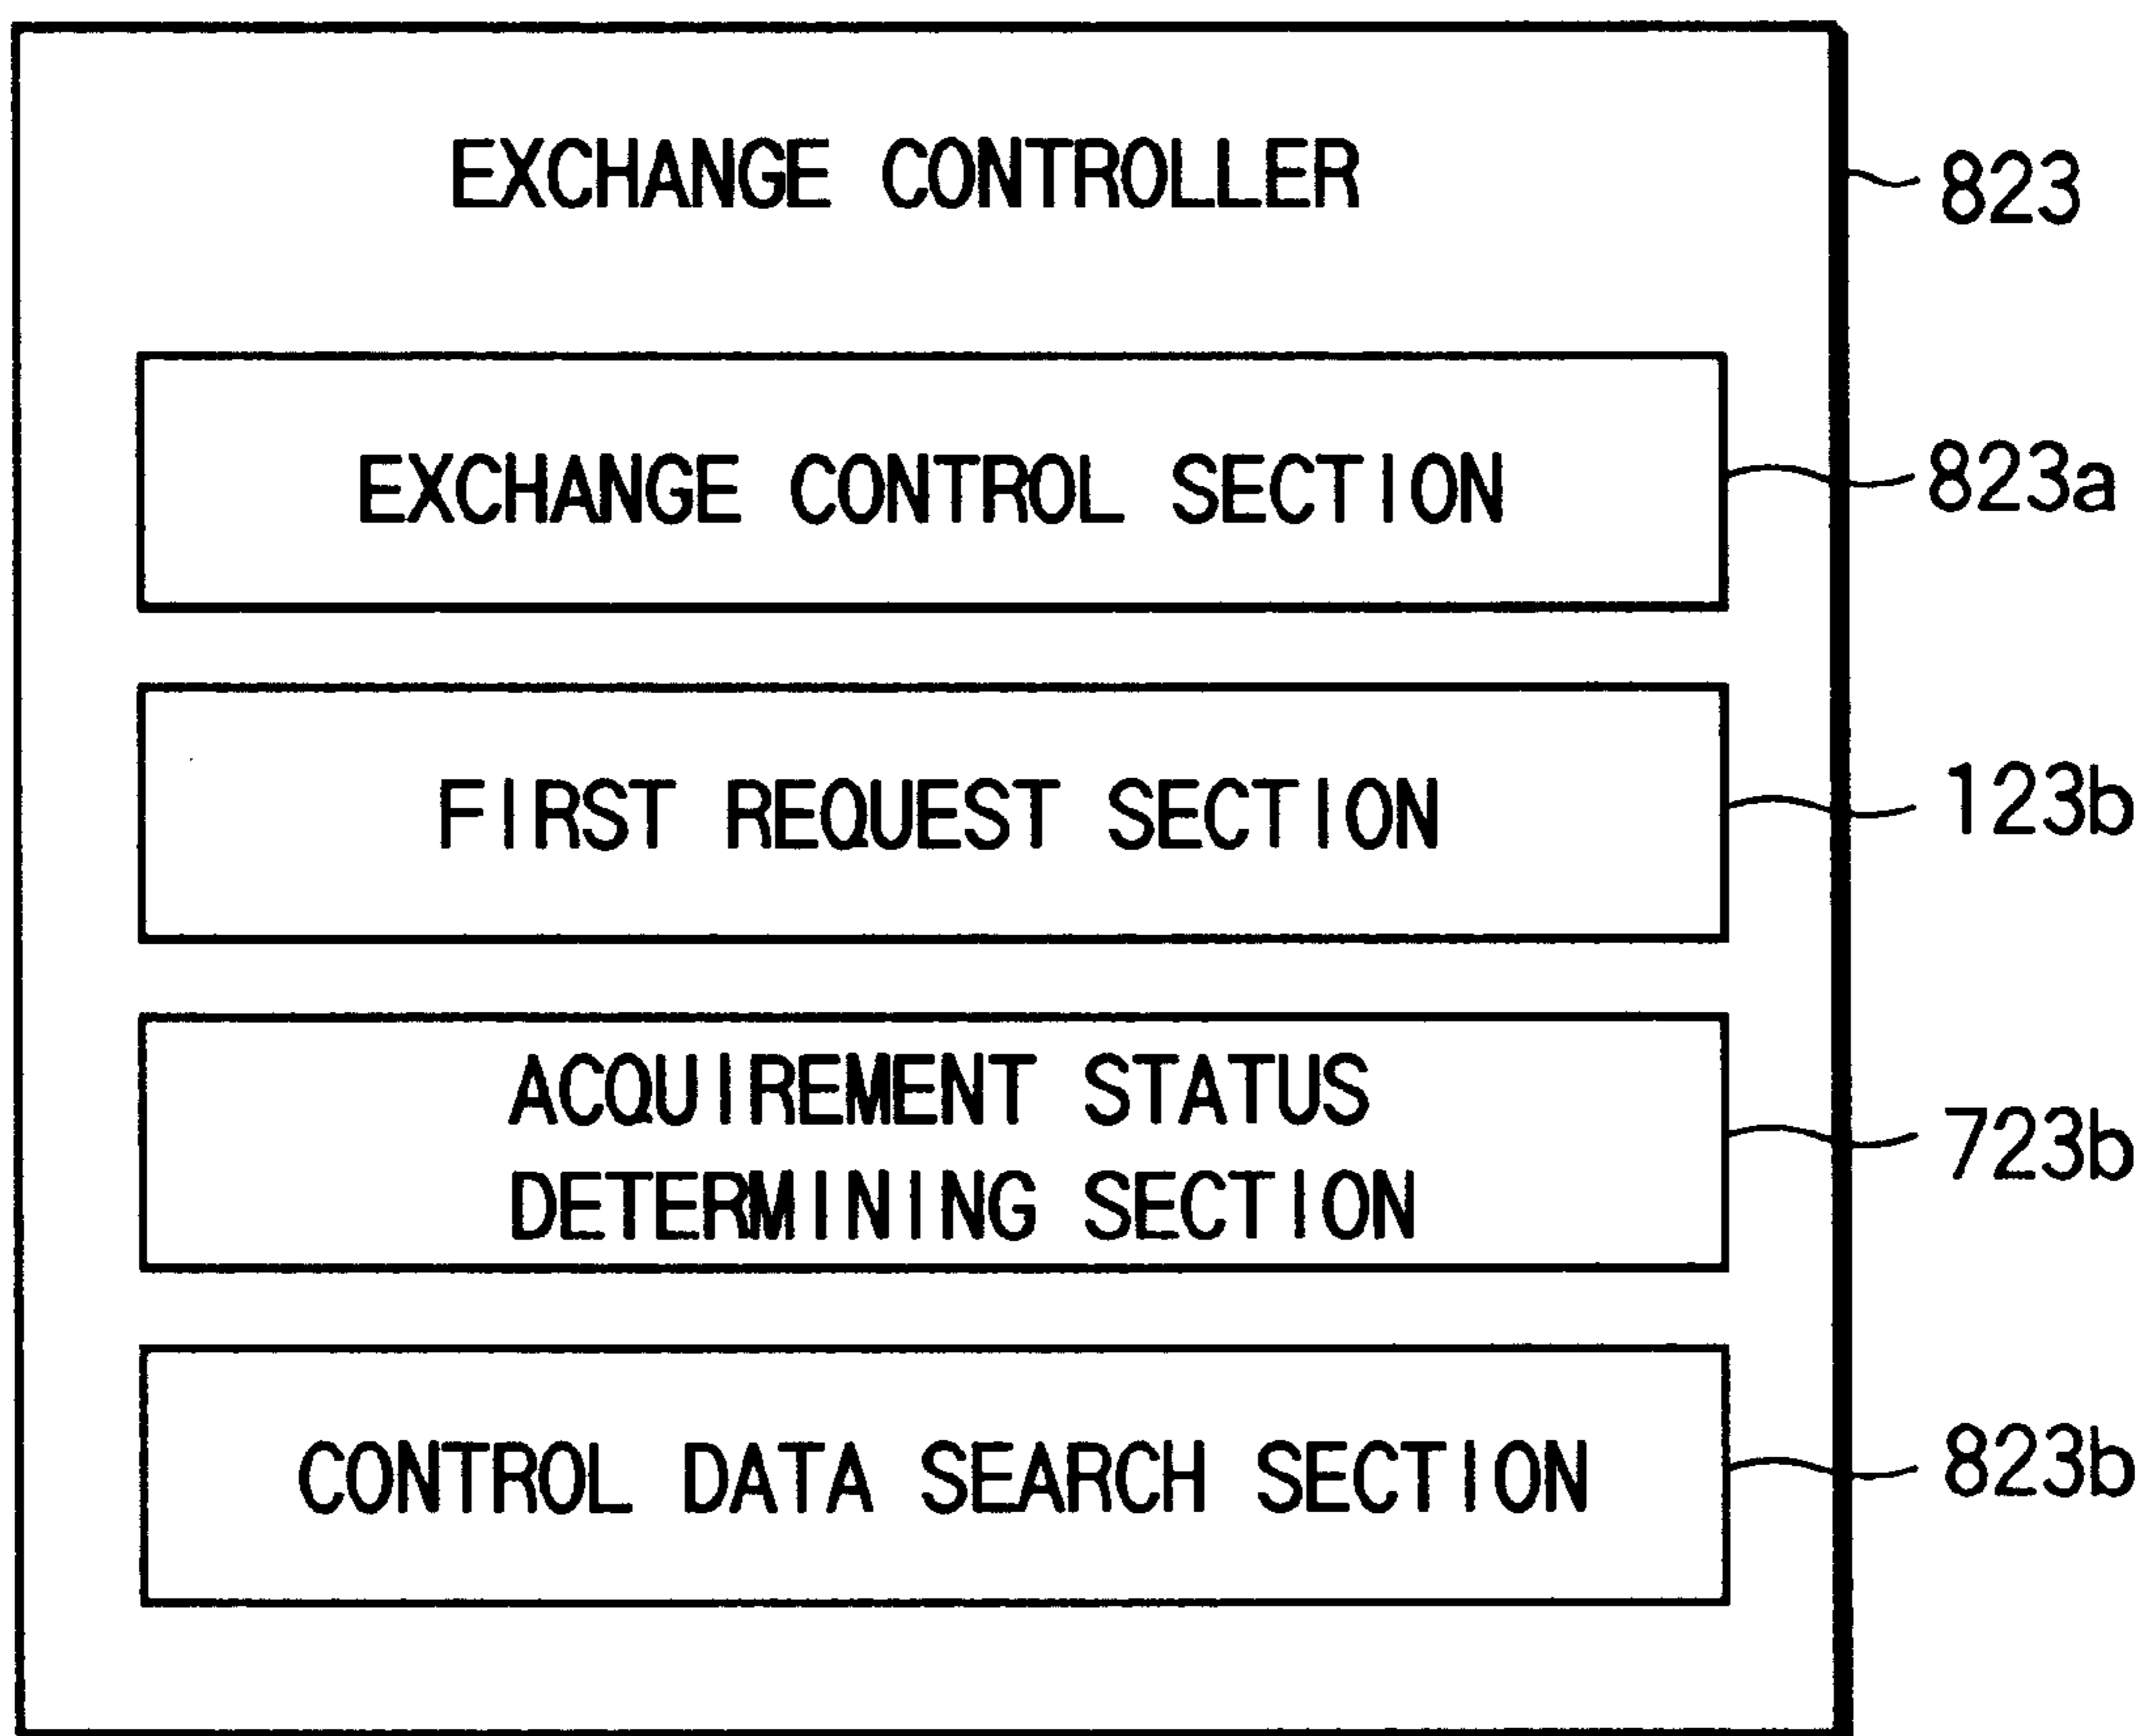 EXCHANGE CONTROLLER
823
EXCHANGE CONTROL SECTION
823a
FIRST REQUEST SECTION
123b
ACQUIREMENT STATUS
DETERMINING SECTION
723b
CONTROL DATA SEARCH SECTION
823b